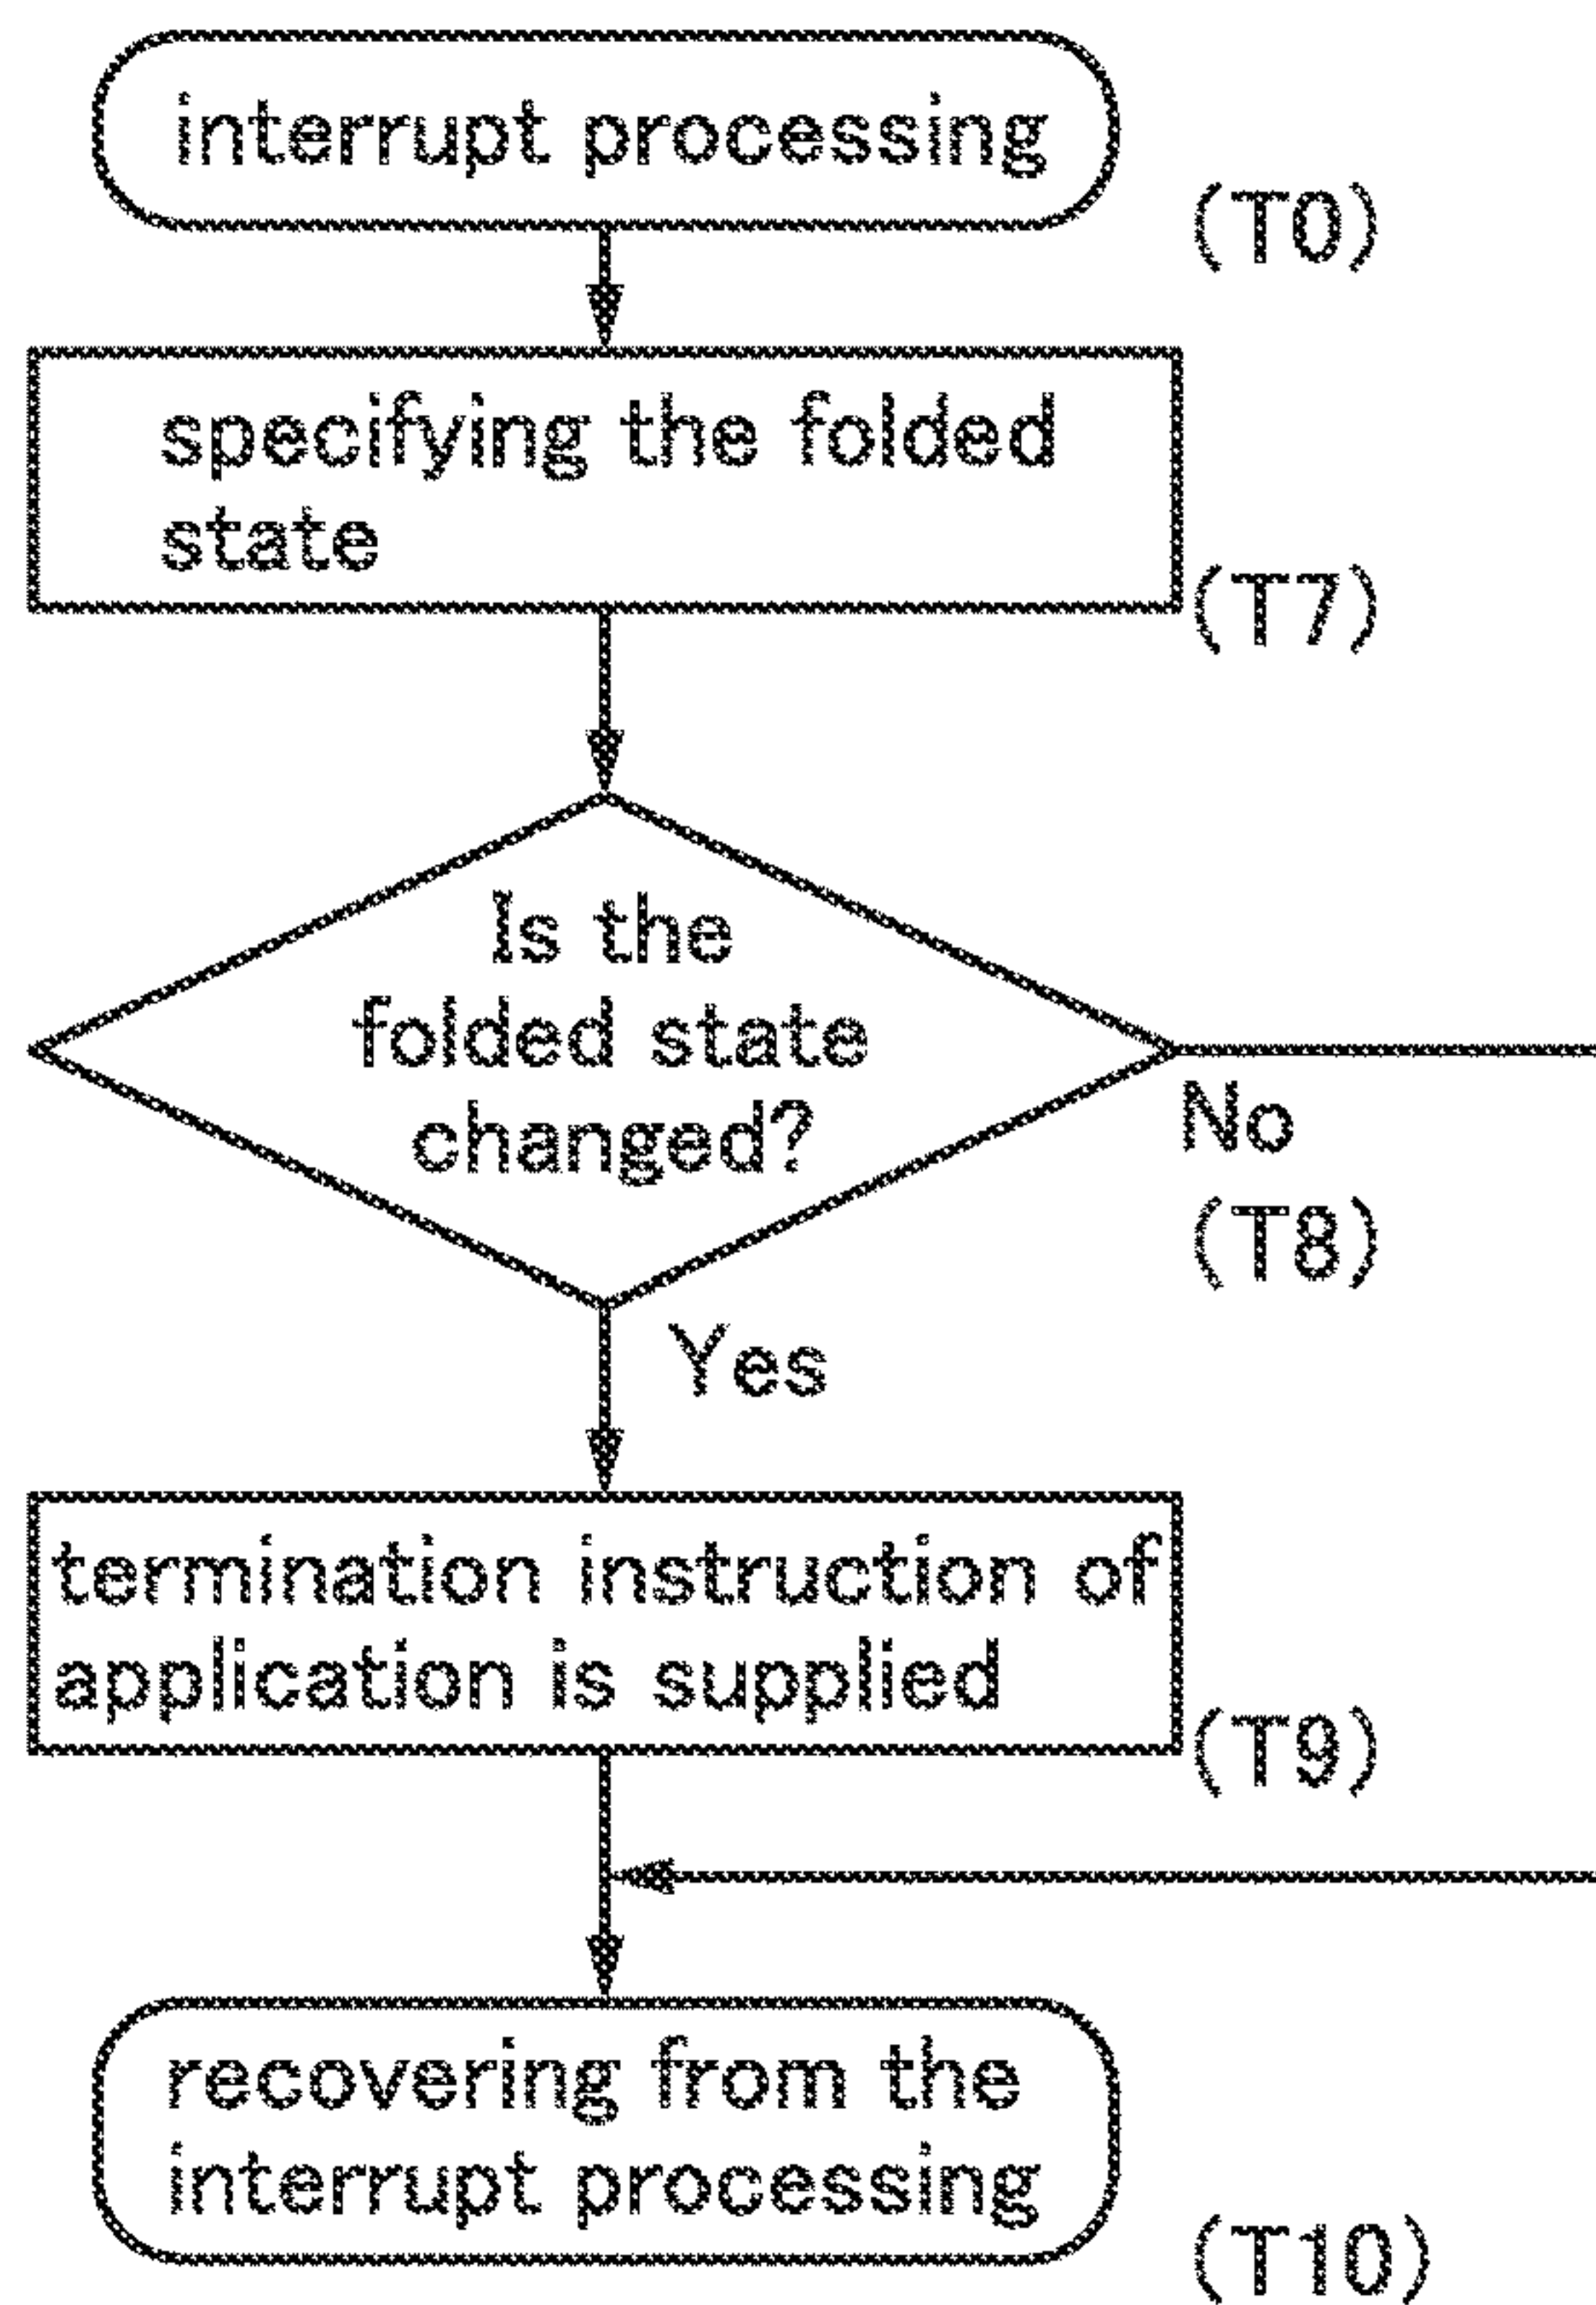 interrupt processing
(T0)
specifying the folded
state
(T7)
Is the
folded state
changed?
No
(T8)
Yes
termination instruction of
application is supplied
(T9)
recovering from the
interrupt processing
(T10)